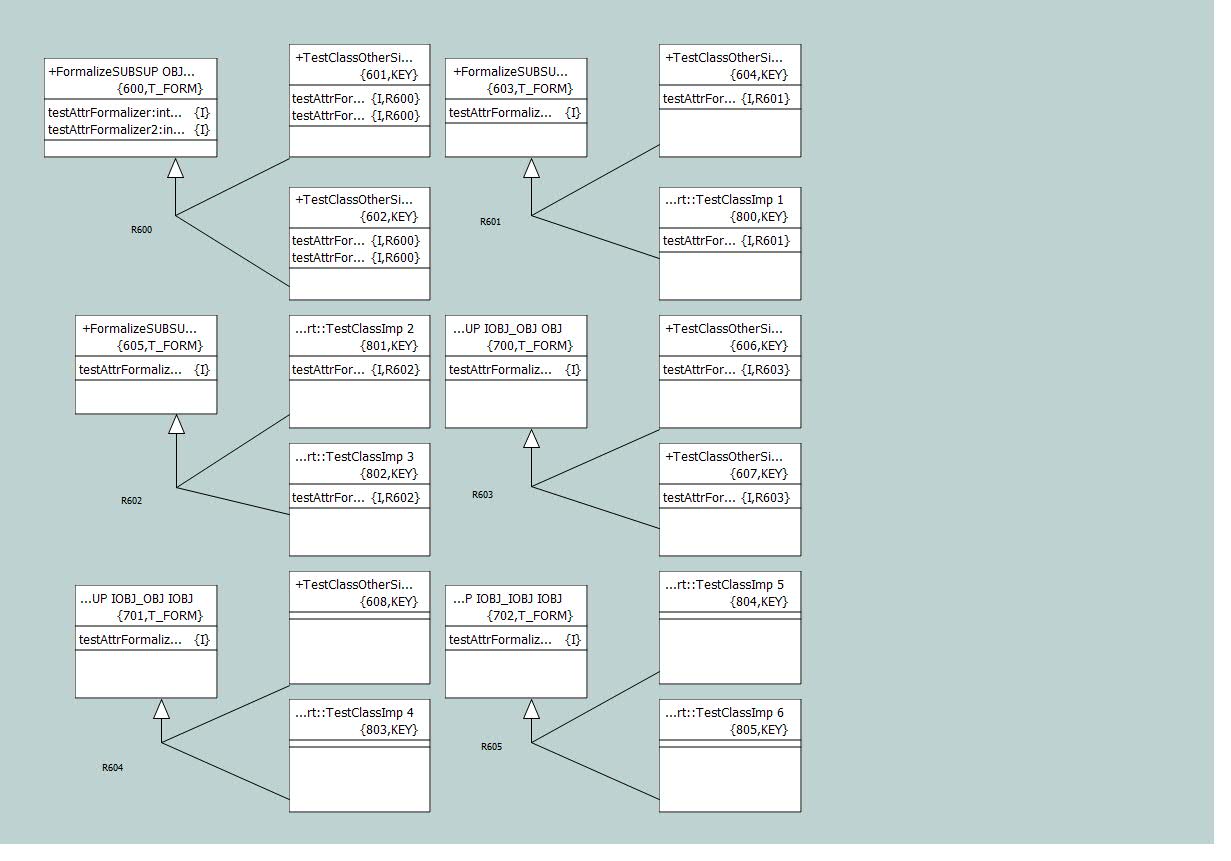 +FormalizeSUBSUP OBJ...
{600,T_FORM}
testAttrFormalizer:int... {I}
testAttrFormalizer2:in... {I}
+TestClassOtherSi...
{601,KEY}
testAttrFor... {I,R600}
testAttrFor... {I,R600}
+TestClassOtherSi...
{602,KEY}
testAttrFor... {I,R600}
testAttrFor... {I,R600}
R600
+FormalizeSUBSU...
{603,T_FORM}
testAttrFormaliz... {I}
+TestClassOtherSi...
{604,KEY}
testAttrFor... {I,R601}
...rt::TestClassImp 1
{800,KEY}
testAttrFor... {I,R601}
R601
+FormalizeSUBSU...
{605,T_FORM}
testAttrFormaliz... {I}
...rt::TestClassImp 2
{801,KEY}
testAttrFor... {I,R602}
...rt::TestClassImp 3
{802,KEY}
testAttrFor... {I,R602}
R602
...UP IOBJ_OBJ OBJ
{700,T_FORM}
testAttrFormaliz... {I}
+TestClassOtherSi...
{606,KEY}
testAttrFor... {I,R603}
+TestClassOtherSi...
{607,KEY}
testAttrFor... {I,R603}
R603
...UP IOBJ_OBJ IOBJ
{701,T_FORM}
testAttrFormaliz... {I}
+TestClassOtherSi...
{608,KEY}
...rt::TestClassImp 4
{803,KEY}
R604
...P IOBJ_IOBJ IOBJ
{702,T_FORM}
testAttrFormaliz... {I}
...rt::TestClassImp 5
{804,KEY}
...rt::TestClassImp 6
{805,KEY}
R605